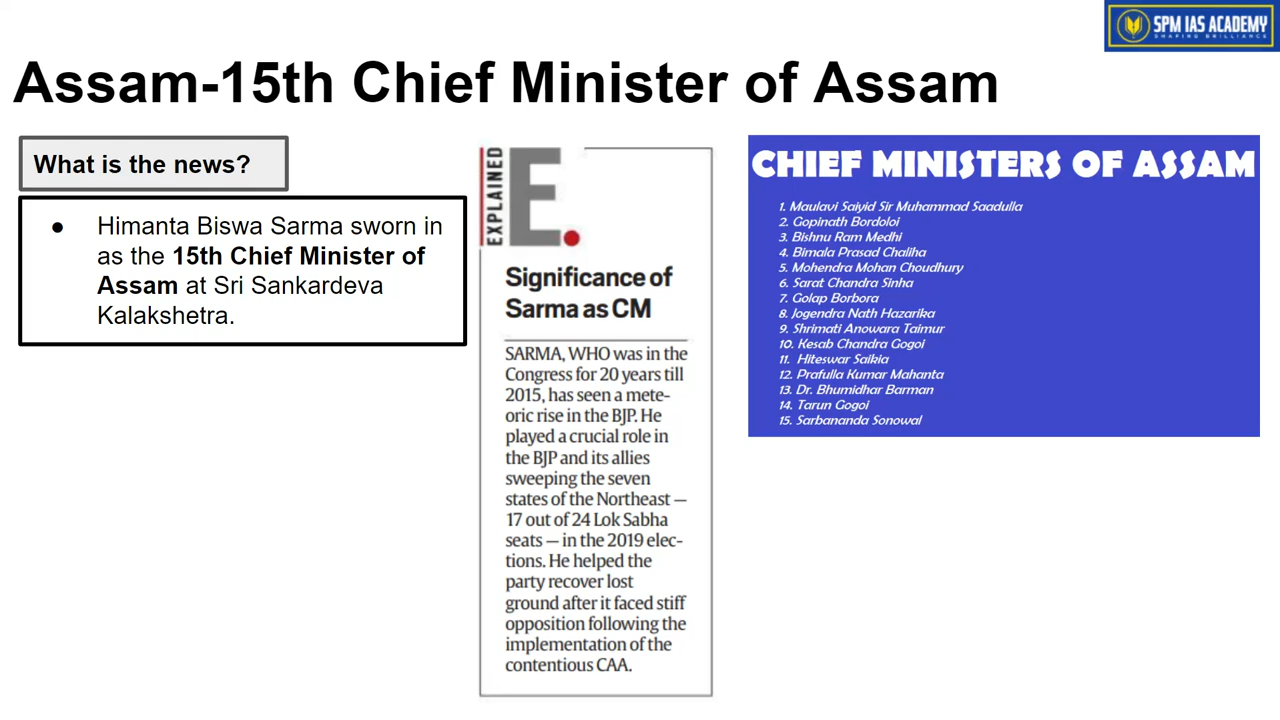 SPM IAS ACADEMY
SHAPING BRILLIANCE
Assam-15th Chief Minister of Assam
What is the news?
● Himanta Biswa Sarma sworn in
as the 15th Chief Minister of
Assam at Sri Sankardeva
Kalakshetra.
EXPLAINED
E.
Significance of
Sarma as CM
SARMA, WHO was in the
Congress for 20 years till
2015, has seen a mete-
oric rise in the BJP. He
played a crucial role in
the BJP and its allies
sweeping the seven
states of the Northeast —
17 out of 24 Lok Sabha
seats — in the 2019 elec-
tions. He helped the
party recover lost
ground after it faced stiff
opposition following the
implementation of the
contentious CAA.
CHIEF MINISTERS OF ASSAM
1. Maulavi Saiyid Sir Muhammad Saadulla
2. Gopinath Bordoloi
3. Bishnu Ram Medhi
4. Bimala Prasad Chaliha
5. Mohendra Mohan Choudhury
6. Sarat Chandra Sinha
7. Golap Borbora
8. Jogendra Nath Hazarika
9. Shrimati Anowara Taimur
10. Kesab Chandra Gogoi
11. Hiteswar Saikia
12. Prafulla Kumar Mahanta
13. Dr. Bhumidhar Barman
14. Tarun Gogoi
15. Sarbananda Sonowal